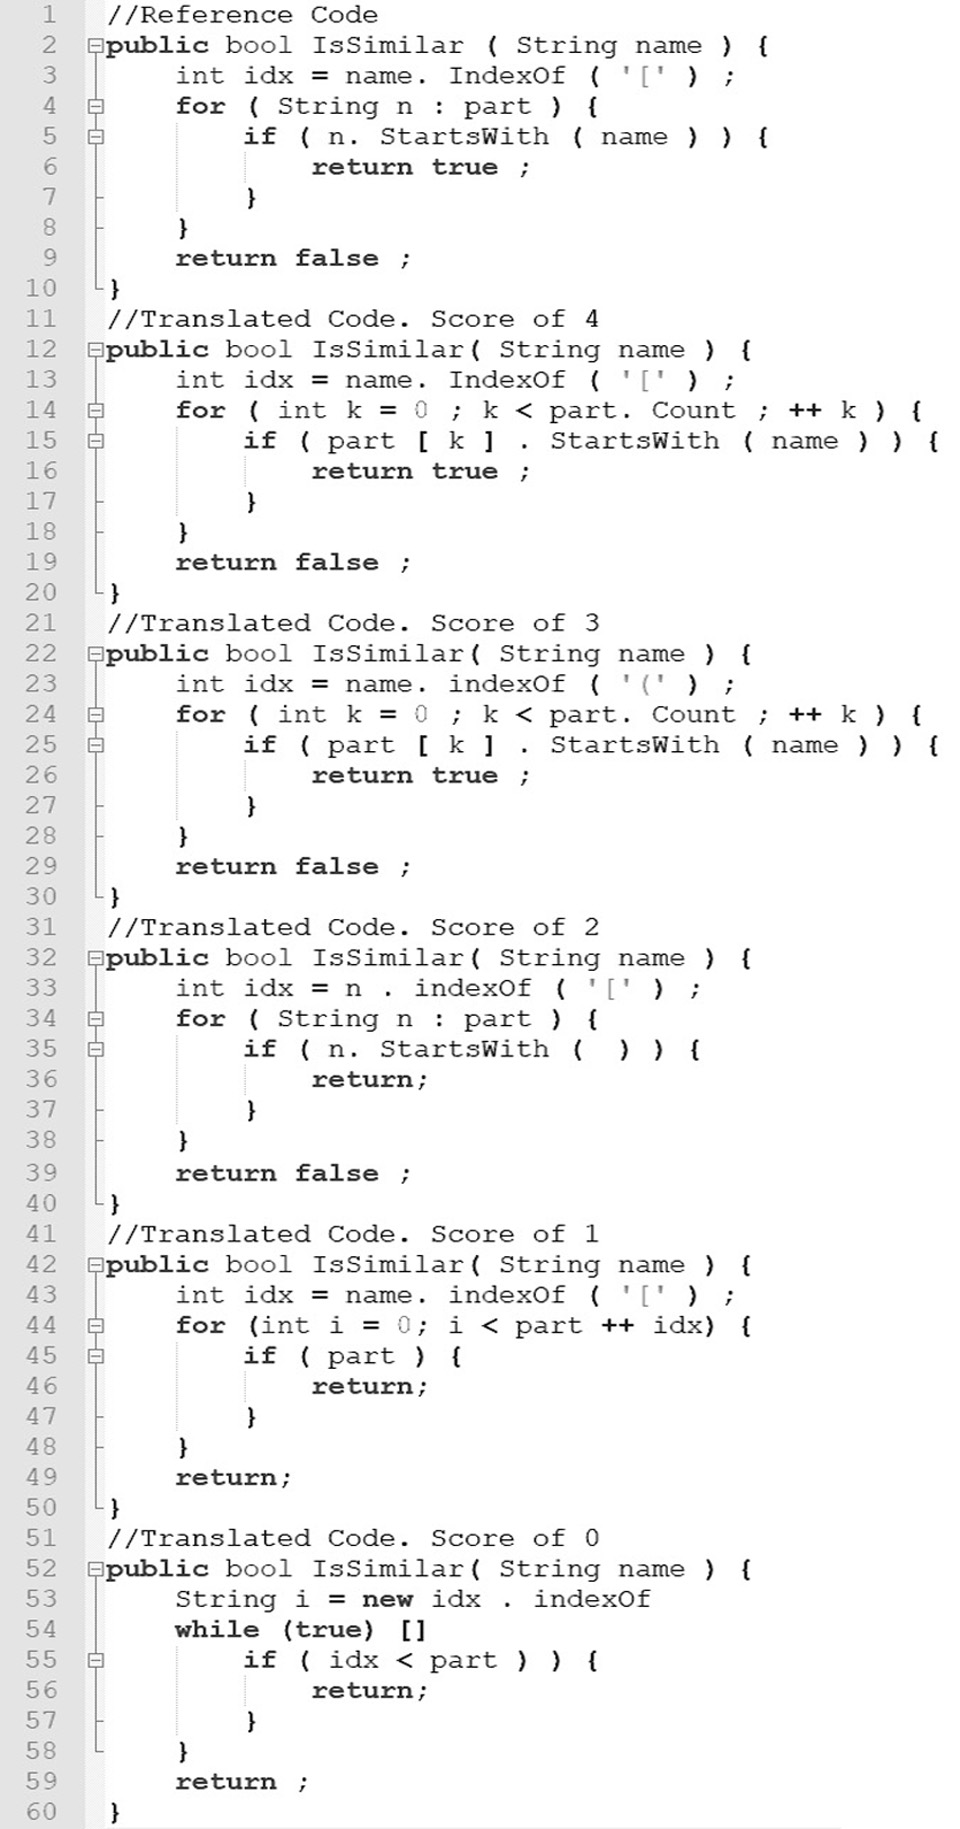 1 //Reference Code
2 public bool IsSimilar ( String name ) {
3 int idx = name. IndexOf ( '[' ) ;
4 for ( String n : part ) {
5 if ( n. StartsWith ( name ) ) {
6 return true ;
7 }
8 }
9 return false ;
10 }
11 //Translated Code. Score of 4
12 public bool IsSimilar( String name ) {
13 int idx = name. IndexOf ( '[' ) ;
14 for ( int k = 0 ; k < part. Count ; ++ k ) {
15 if ( part [ k ] . StartsWith ( name ) ) {
16 return true ;
17 }
18 }
19 return false ;
20 }
21 //Translated Code. Score of 3
22 public bool IsSimilar( String name ) {
23 int idx = name. indexOf ( '(' ) ;
24 for ( int k = 0 ; k < part. Count ; ++ k ) {
25 if ( part [ k ] . StartsWith ( name ) ) {
26 return true ;
27 }
28 }
29 return false ;
30 }
31 //Translated Code. Score of 2
32 public bool IsSimilar( String name ) {
33 int idx = n . indexOf ( '[' ) ;
34 for ( String n : part ) {
35 if ( n. StartsWith (  ) ) {
36 return;
37 }
38 }
39 return false ;
40 }
41 //Translated Code. Score of 1
42 public bool IsSimilar( String name ) {
43 int idx = name. indexOf ( '[' ) ;
44 for (int i = 0; i < part ++ idx) {
45 if ( part ) {
46 return;
47 }
48 }
49 return;
50 }
51 //Translated Code. Score of 0
52 public bool IsSimilar( String name ) {
53 String i = new idx . indexOf
54 while (true) []
55 if ( idx < part ) ) {
56 return;
57 }
58 }
59 return ;
60 }